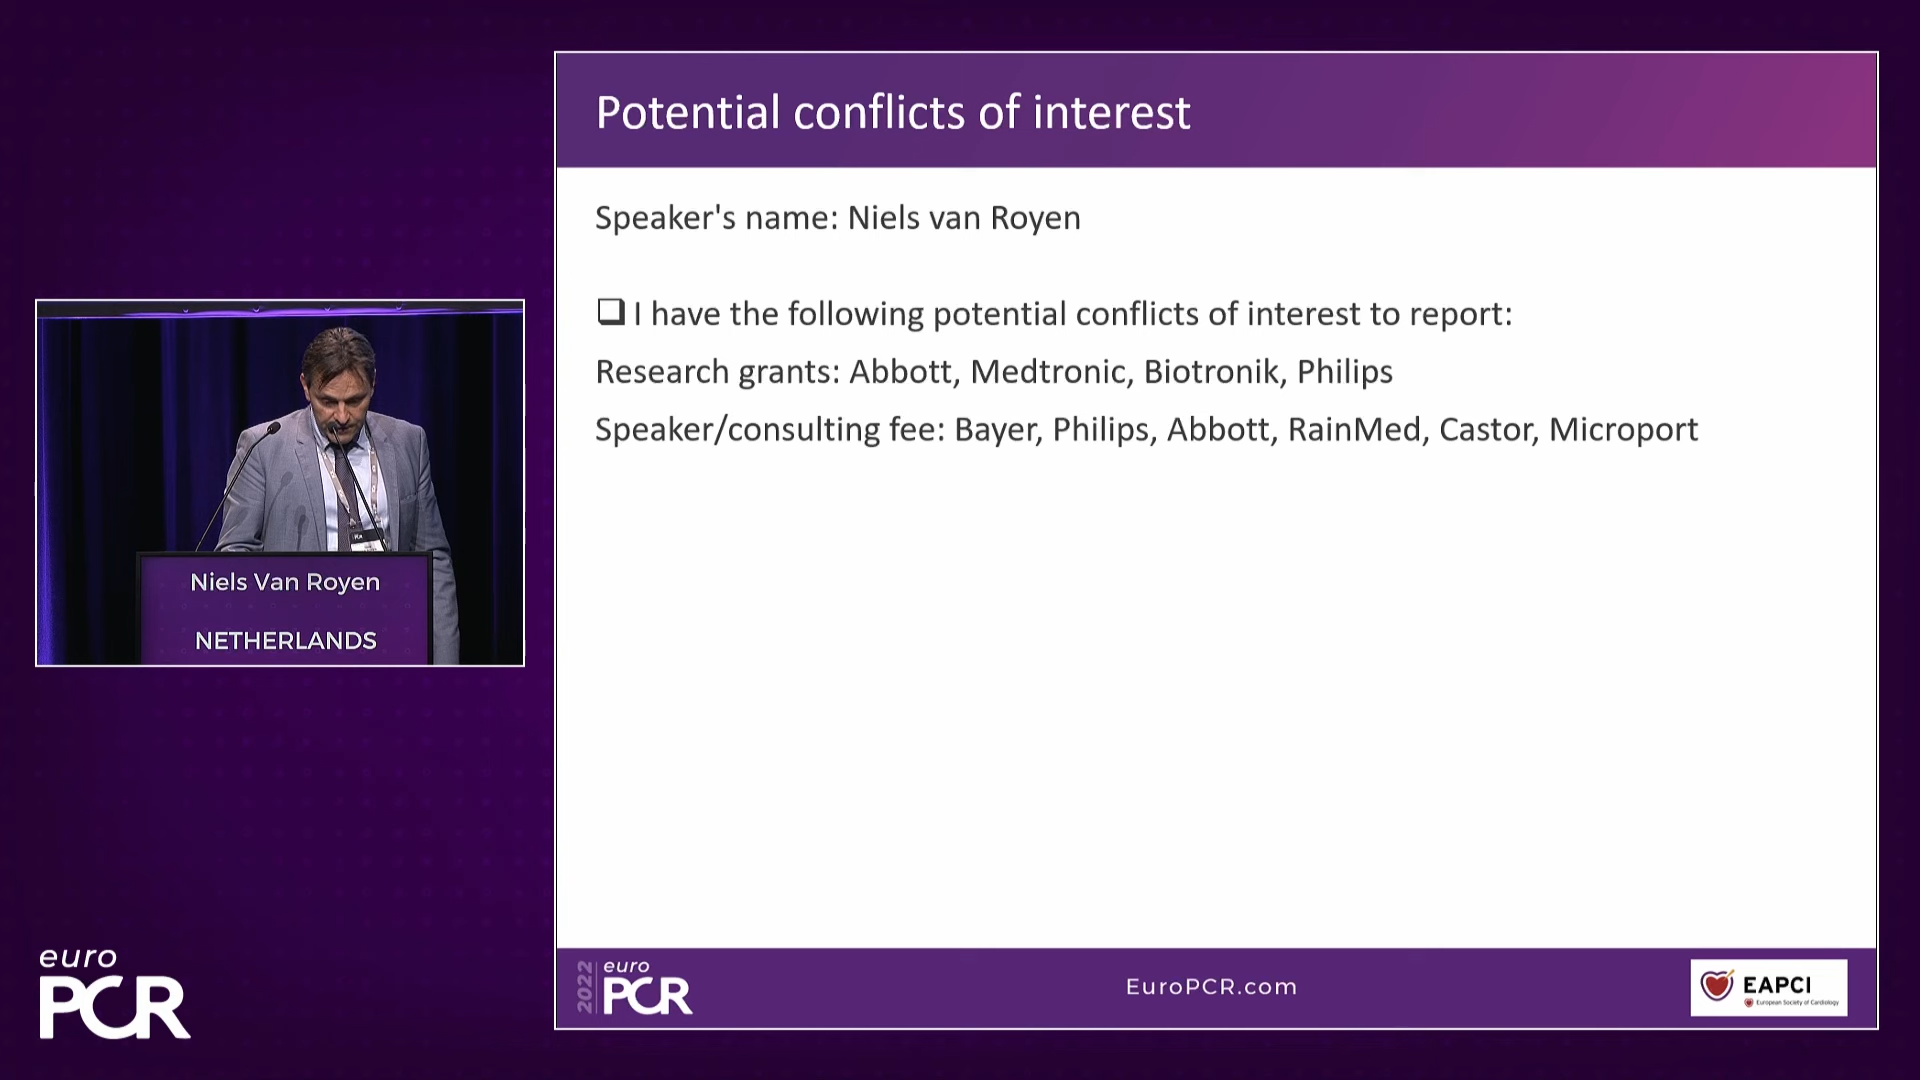 Potential conflicts of interest
Speaker's name: Niels van Royen
I have the following potential conflicts of interest to report:
Research grants: Abbott, Medtronic, Biotronik, Philips
Speaker/consulting fee: Bayer, Philips, Abbott, RainMed, Castor, Microport
Niels Van Royen
NETHERLANDS
euro
PCR
2022
euro
PCR
EuroPCR.com
EAPCI
European Society of Cardiology